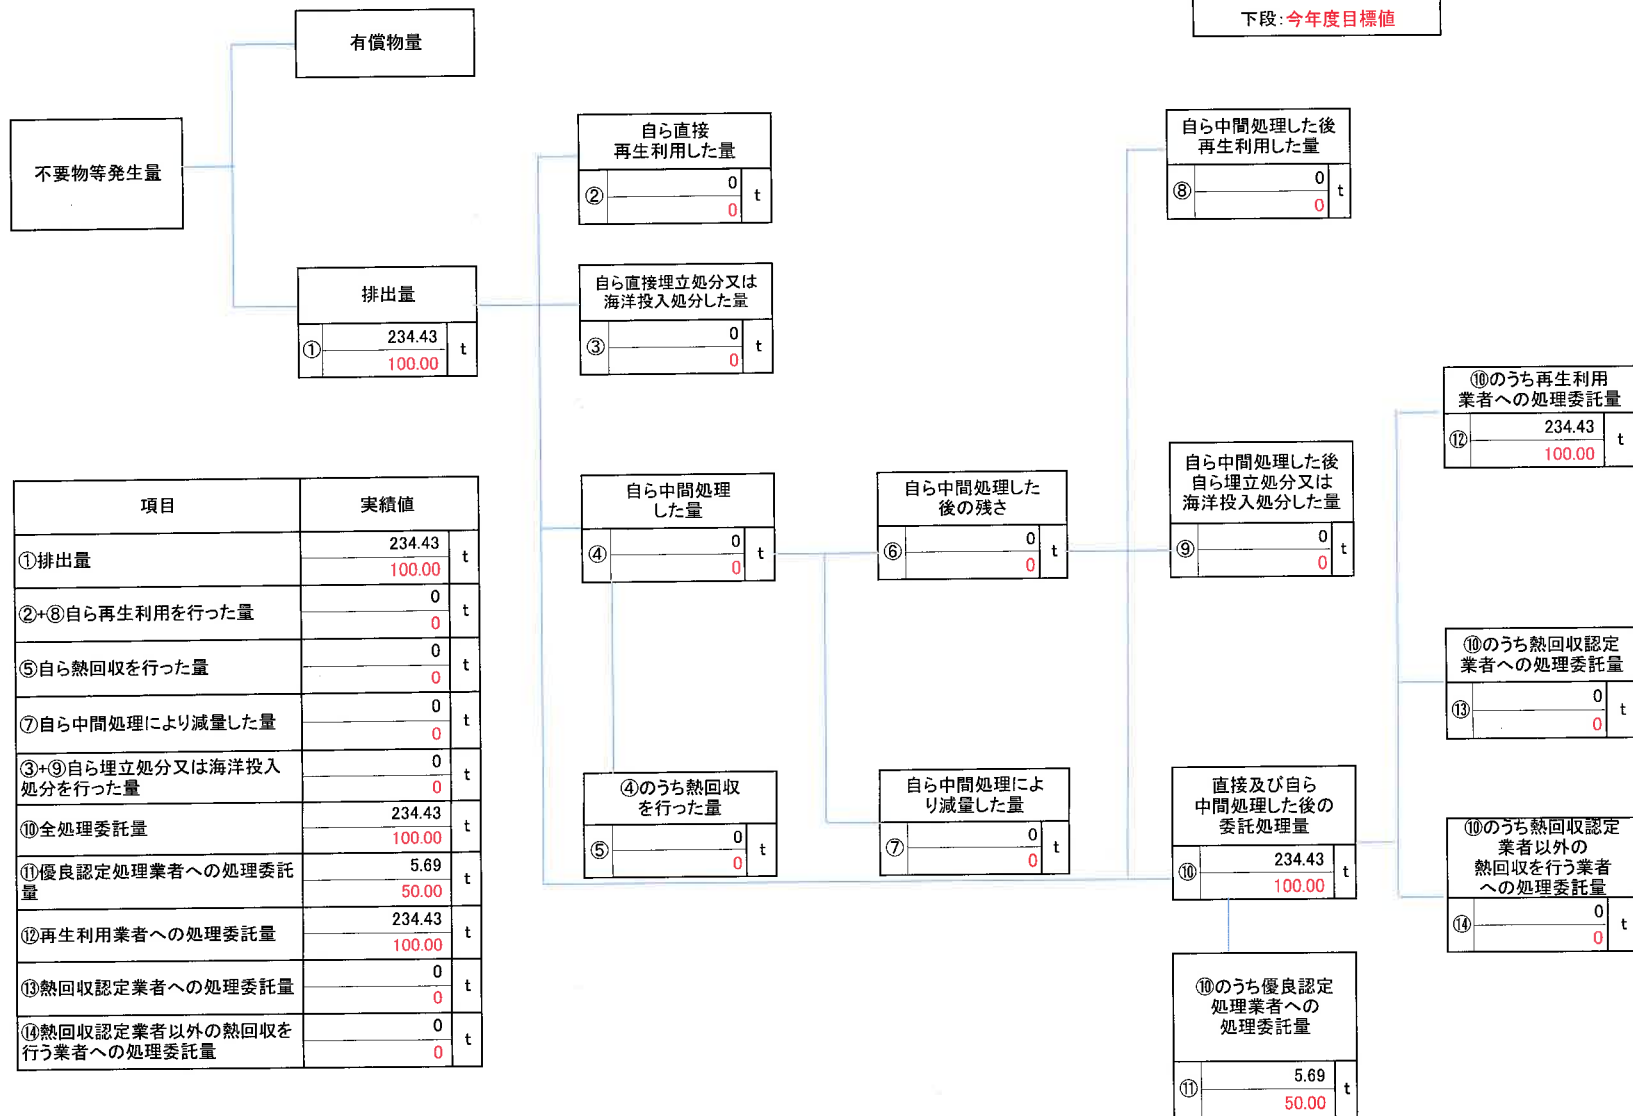 下段:今年度目標値
有償物量
不要物等発生量
排出量
① 234.43 t
100.00
自ら直接
再生利用した量
② 0 t
0
自ら直接埋立処分又は
海洋投入処分した量
③ 0 t
0
自ら中間処理
した量
④ 0 t
0
④のうち熱回収
を行った量
⑤ 0 t
0
自ら中間処理した
後の残さ
⑥ 0 t
0
自ら中間処理によ
り減量した量
⑦ 0 t
0
自ら中間処理した後
再生利用した量
⑧ 0 t
0
自ら中間処理した後
自ら埋立処分又は
海洋投入処分した量
⑨ 0 t
0
直接及び自ら
中間処理した後の
委託処理量
⑩ 234.43 t
100.00
⑩のうち優良認定
処理業者への
処理委託量
⑪ 5.69 t
50.00
⑩のうち再生利用
業者への処理委託量
⑫ 234.43 t
100.00
⑩のうち熱回収認定
業者への処理委託量
⑬ 0 t
0
⑩のうち熱回収認定
業者以外の
熱回収を行う業者
への処理委託量
⑭ 0 t
0
項目 実績値
①排出量 234.43 t
100.00
②+⑧自ら再生利用を行った量 0 t
0
⑤自ら熱回収を行った量 0 t
0
⑦自ら中間処理により減量した量 0 t
0
③+⑨自ら埋立処分又は海洋投入
処分を行った量 0 t
0
⑩全処理委託量 234.43 t
100.00
⑪優良認定処理業者への処理委託
量 5.69 t
50.00
⑫再生利用業者への処理委託量 234.43 t
100.00
⑬熱回収認定業者への処理委託量 0 t
0
⑭熱回収認定業者以外の熱回収を
行う業者への処理委託量 0 t
0